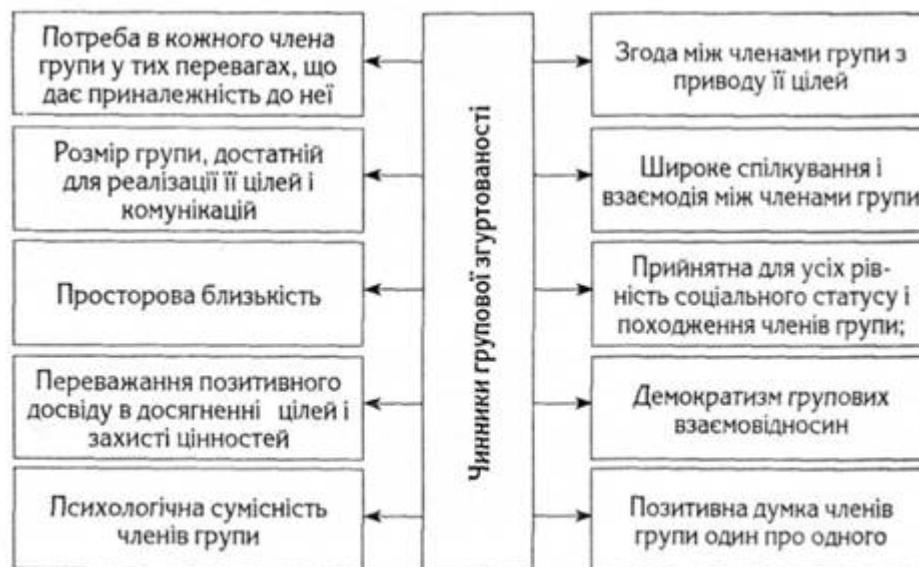 Потреба в кожного члена
групи у тих перевагах, що
дає приналежність до неї
Розмір групи, достатній
для реалізації її цілей і
комунікацій
Просторова близькість
Переважання позитивного
досвіду в досягненні цілей і
захисті цінностей
Психологічна сумісність
членів групи
Чинники групової згуртованості
Згода між членами групи з
приводу її цілей
Широке спілкування і
взаємодія між членами групи
Прийнятна для усіх рів-
ність соціального статусу і
походження членів групи;
Демократизм групових
взаємовідносин
Позитивна думка членів
групи один про одного